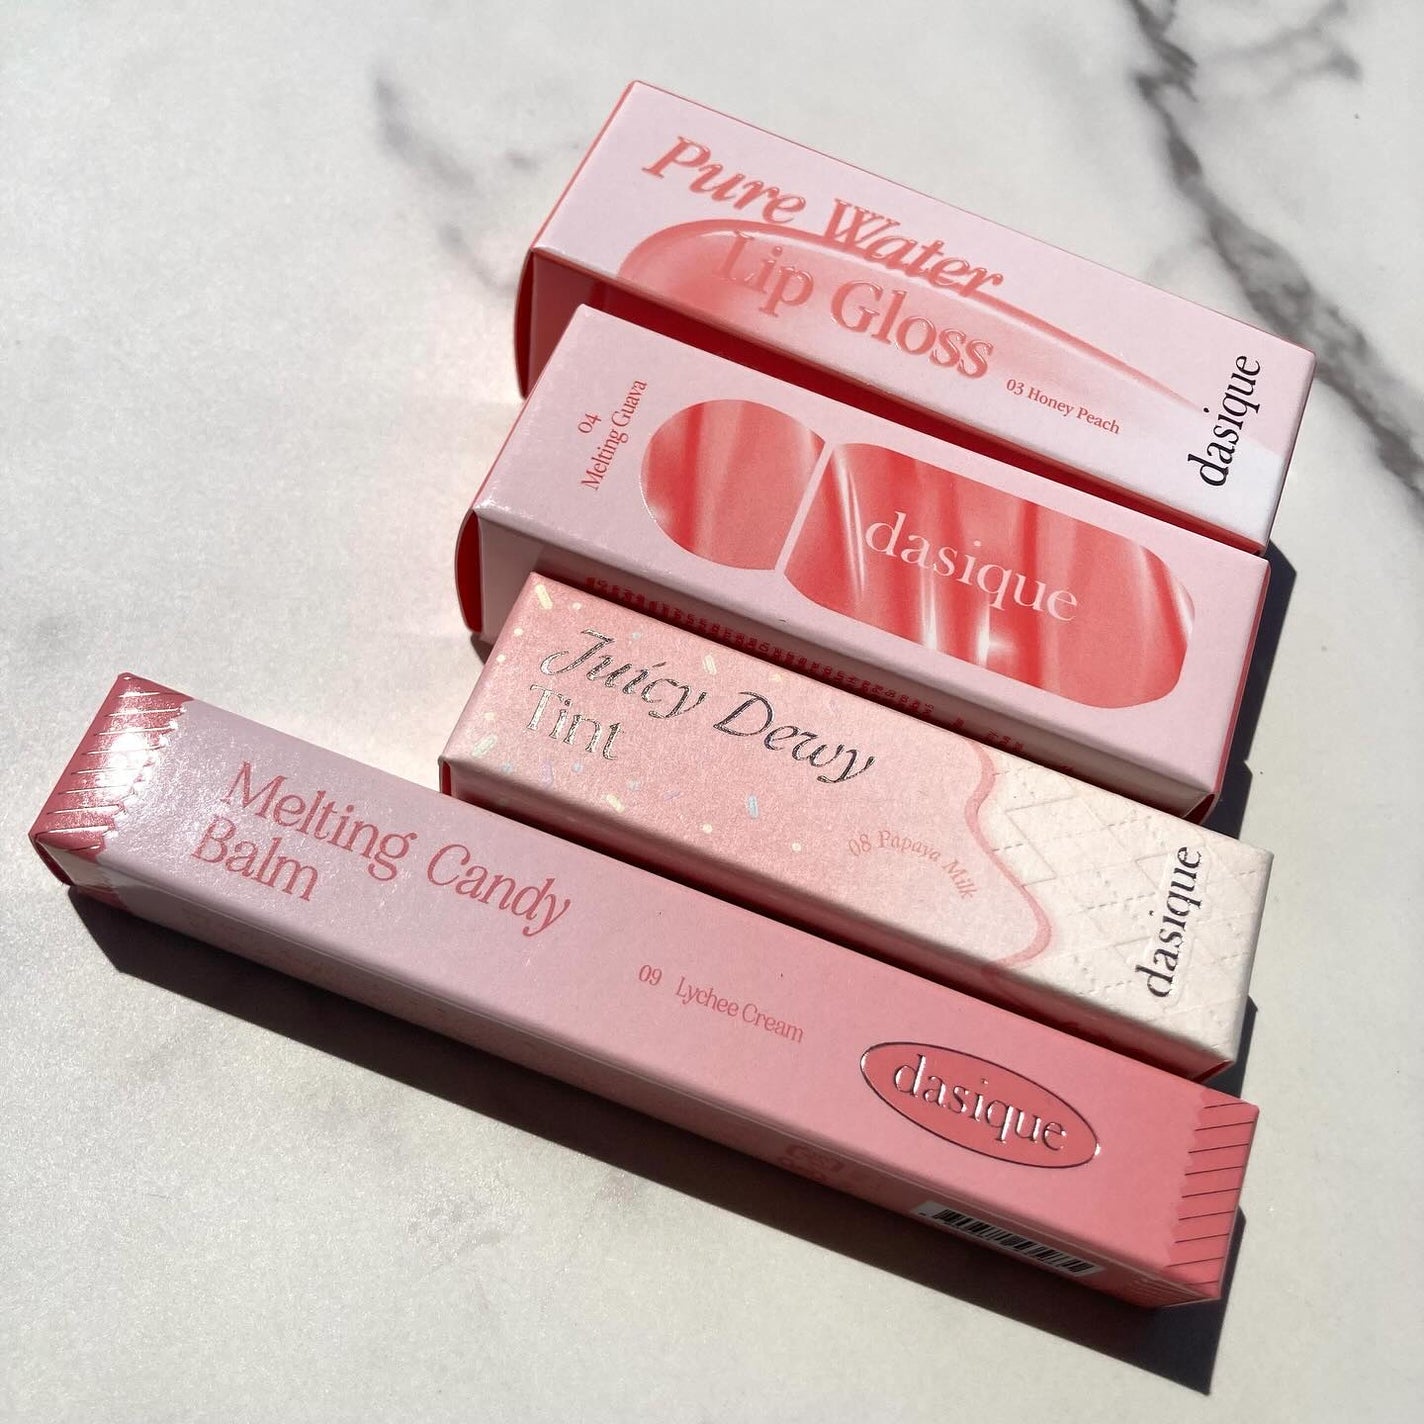 Pure Water
Lip Gloss
03 Honey Peach
dasique
04
Melting Guava
dasique
Juicy Dewy
Tint
08 Papaya Milk
dasique
Melting Candy
Balm
09 Lychee Cream
dasique